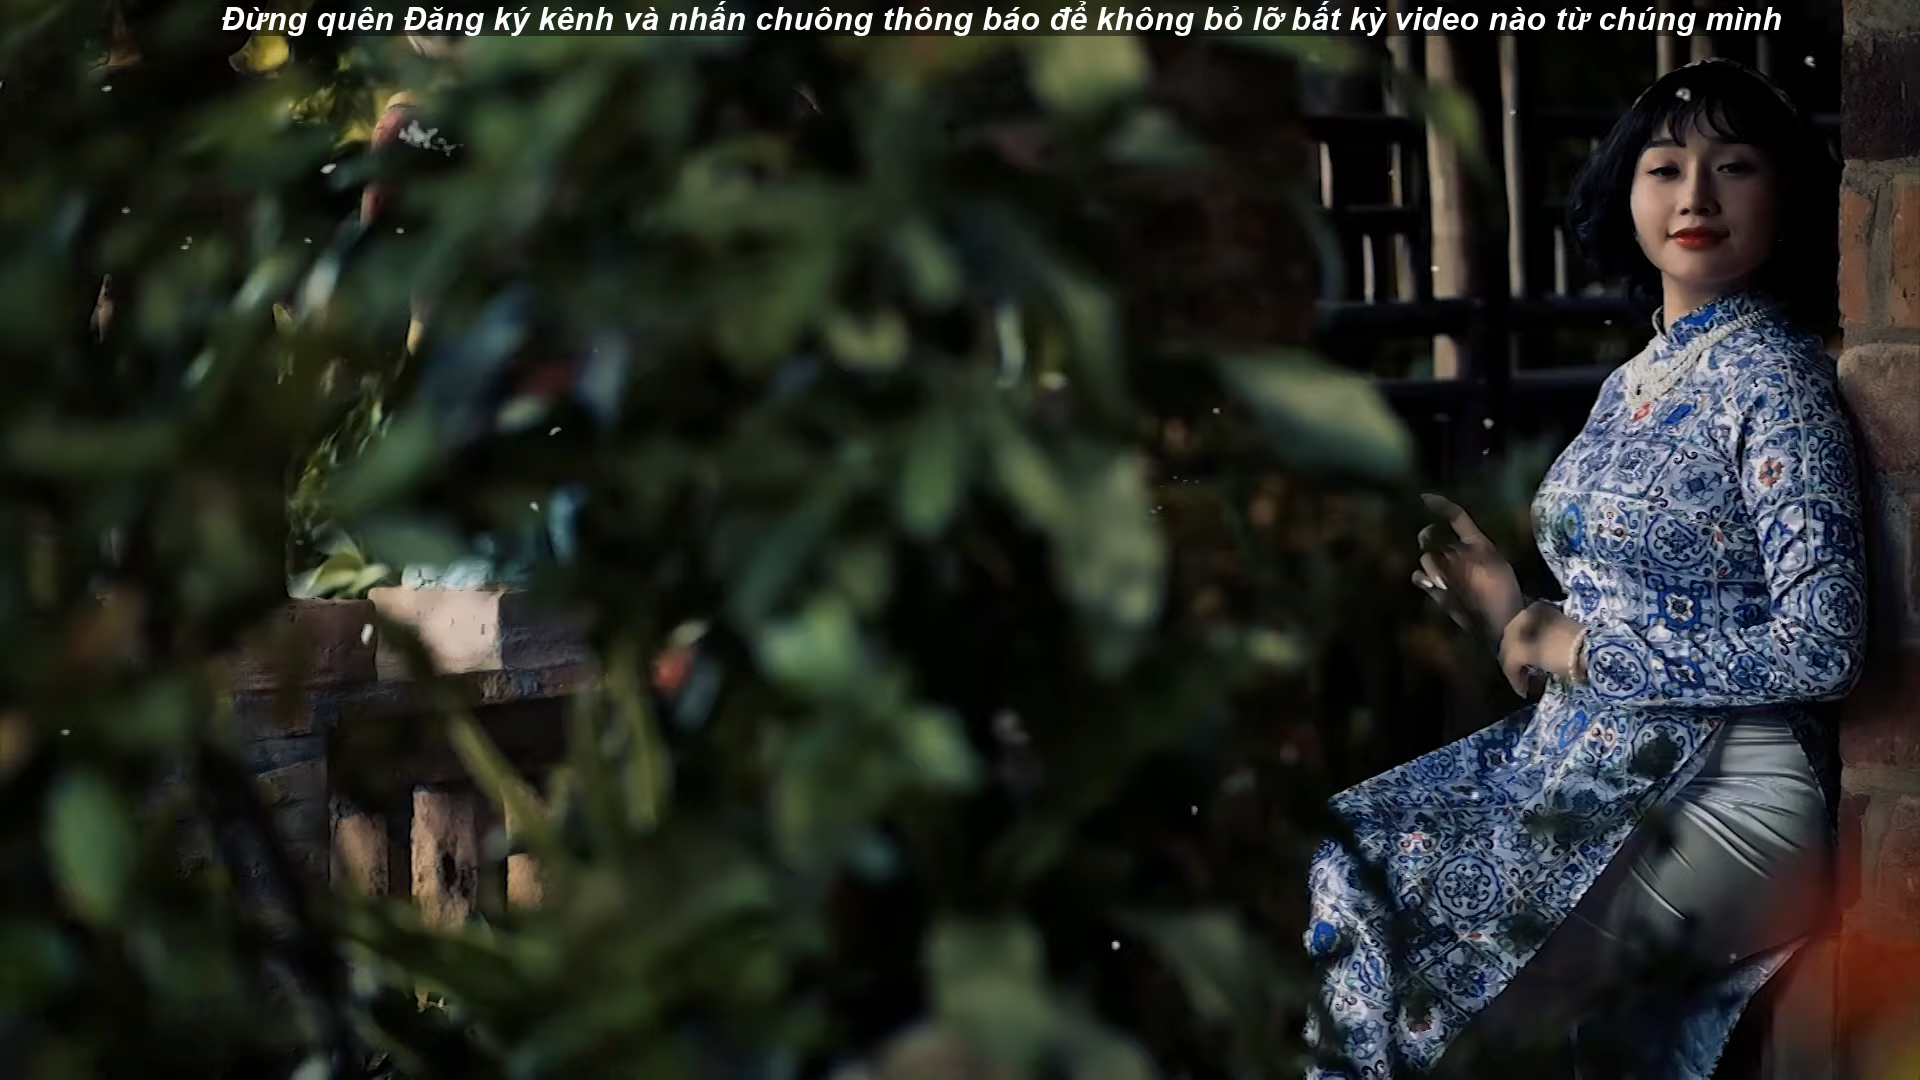 Đừng quên Đăng ký kênh và nhấn chuông thông báo để không bỏ lỡ bất kỳ video nào từ chúng mình